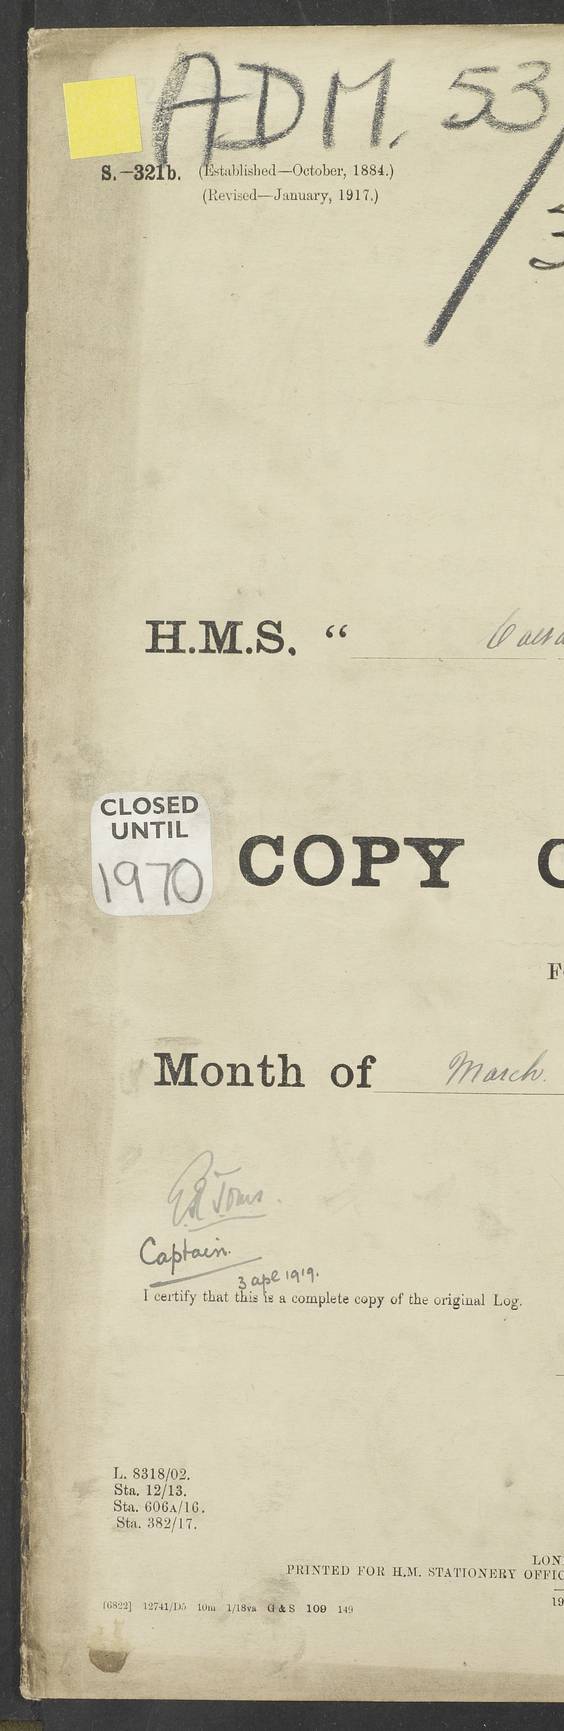 ADM. 53/
S.—321b. (Established—October, 1884.)
(Revised—January, 1917.)
H.M.S. “
CLOSED
UNTIL
1970
COPY
Month of March.
Captain.
3 apl 1919.
I certify that this is a complete copy of the original Log.
L. 8318/02.
Sta. 12/13.
Sta. 606A/16.
Sta. 382/17.
LON
PRINTED FOR H.M. STATIONERY OFFIC
19
[6822] 12741/D5 10m 1/18va G & S 109 149